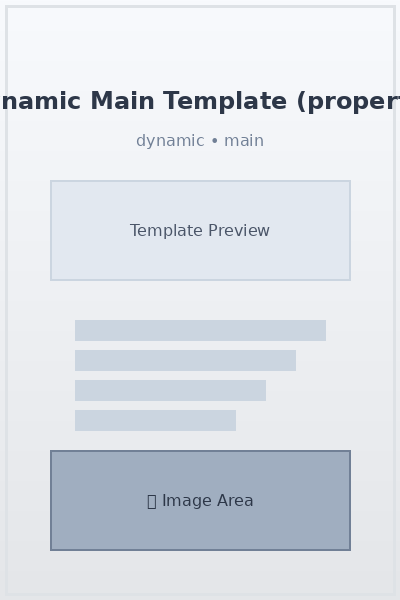 namic Main Template (proper
dynamic • main
Template Preview
Image Area